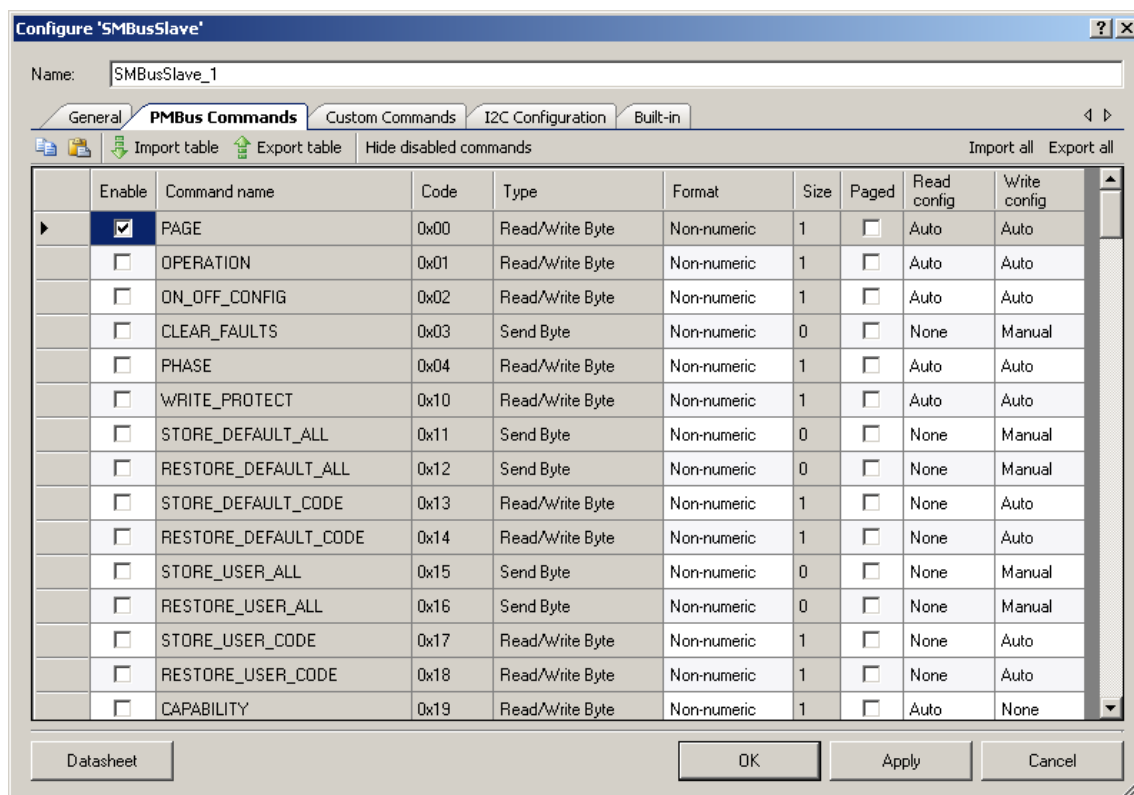 Configure 'SMBusSlave'
Name: SMBusSlave_1
General PMBus Commands Custom Commands I2C Configuration Built-in
Import table Export table Hide disabled commands Import all Export all
Enable Command name Code Type Format Size Paged Read config Write config
PAGE 0x00 Read/Write Byte Non-numeric 1 Auto Auto
OPERATION 0x01 Read/Write Byte Non-numeric 1 Auto Auto
ON_OFF_CONFIG 0x02 Read/Write Byte Non-numeric 1 Auto Auto
CLEAR_FAULTS 0x03 Send Byte Non-numeric 0 None Manual
PHASE 0x04 Read/Write Byte Non-numeric 1 Auto Auto
WRITE_PROTECT 0x10 Read/Write Byte Non-numeric 1 Auto Auto
STORE_DEFAULT_ALL 0x11 Send Byte Non-numeric 0 None Manual
RESTORE_DEFAULT_ALL 0x12 Send Byte Non-numeric 0 None Manual
STORE_DEFAULT_CODE 0x13 Read/Write Byte Non-numeric 1 None Auto
RESTORE_DEFAULT_CODE 0x14 Read/Write Byte Non-numeric 1 None Auto
STORE_USER_ALL 0x15 Send Byte Non-numeric 0 None Manual
RESTORE_USER_ALL 0x16 Send Byte Non-numeric 0 None Manual
STORE_USER_CODE 0x17 Read/Write Byte Non-numeric 1 None Auto
RESTORE_USER_CODE 0x18 Read/Write Byte Non-numeric 1 None Auto
CAPABILITY 0x19 Read/Write Byte Non-numeric 1 Auto None
Datasheet OK Apply Cancel